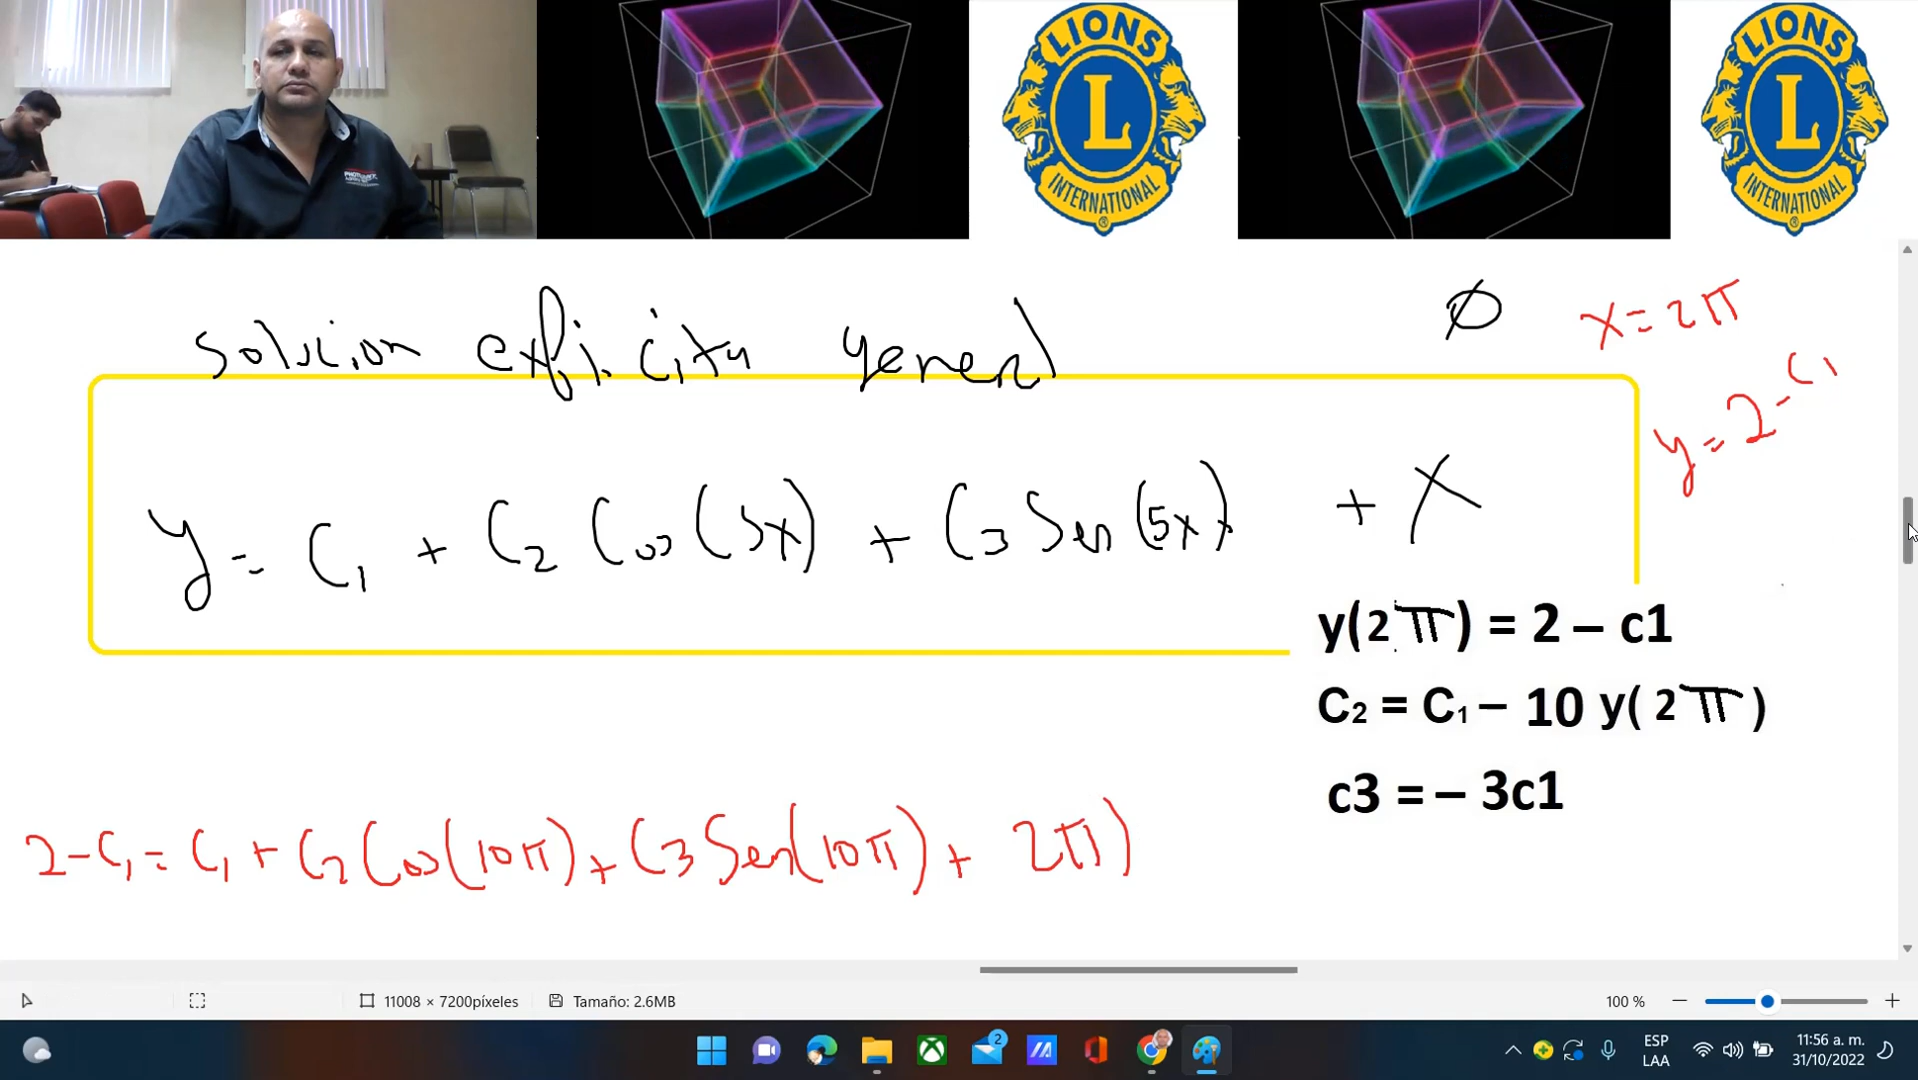 LIONS
L
INTERNATIONAL
®
LIONS
L
INTERNATIONAL
®
solucion explicita general
∅
x = 2π
y = 2 - C1
y = C1 + C2 Cos(5x) + C3 Sen(5x) + x
y(2π) = 2 – c1
C2 = C1 – 10 y(2π)
c3 = – 3c1
2-C1 = C1 + C2 Cos(10π) + C3 Sen(10π) + 2π)
11008 × 7200píxeles
Tamaño: 2.6MB
100 %
2
ESP
LAA
11:56 a. m.
31/10/2022